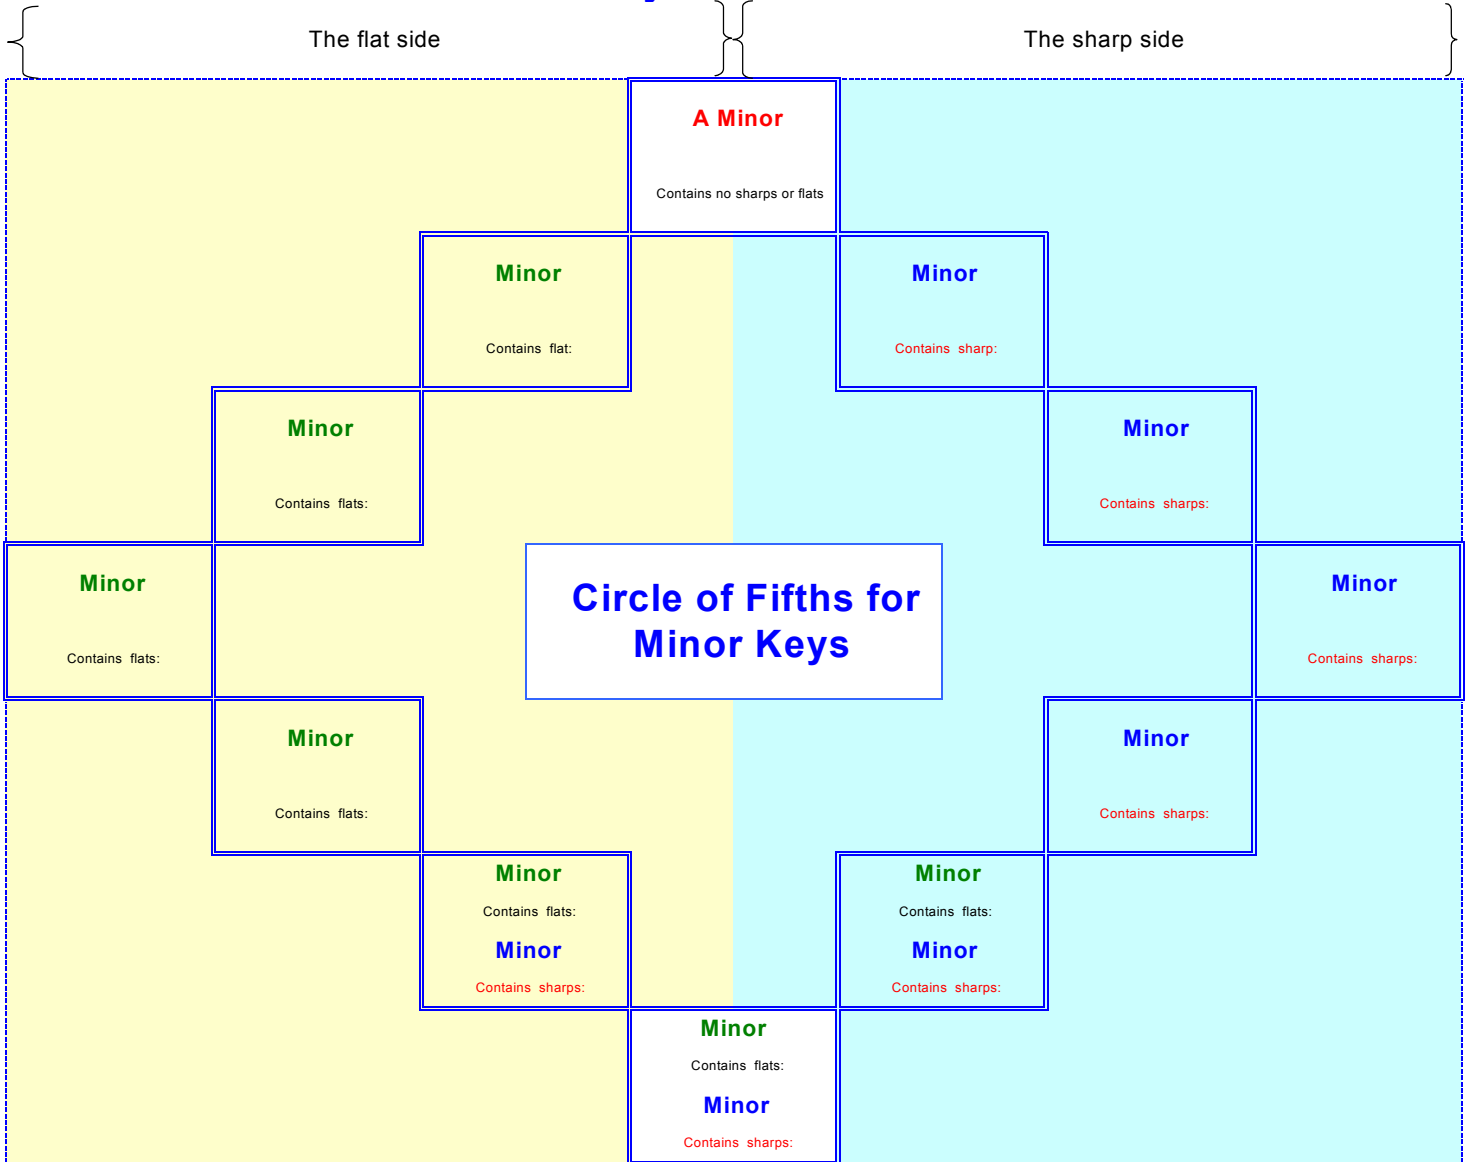 The flat side
The sharp side
A Minor
Contains no sharps or flats
Minor
Contains flat:
Minor
Contains sharp:
Minor
Contains flats:
Minor
Contains sharps:
Minor
Contains flats:
Circle of Fifths for
Minor Keys
Minor
Contains sharps:
Minor
Contains flats:
Minor
Contains sharps:
Minor
Contains flats:
Minor
Contains sharps:
Minor
Contains flats:
Minor
Contains sharps:
Minor
Contains flats:
Minor
Contains sharps: